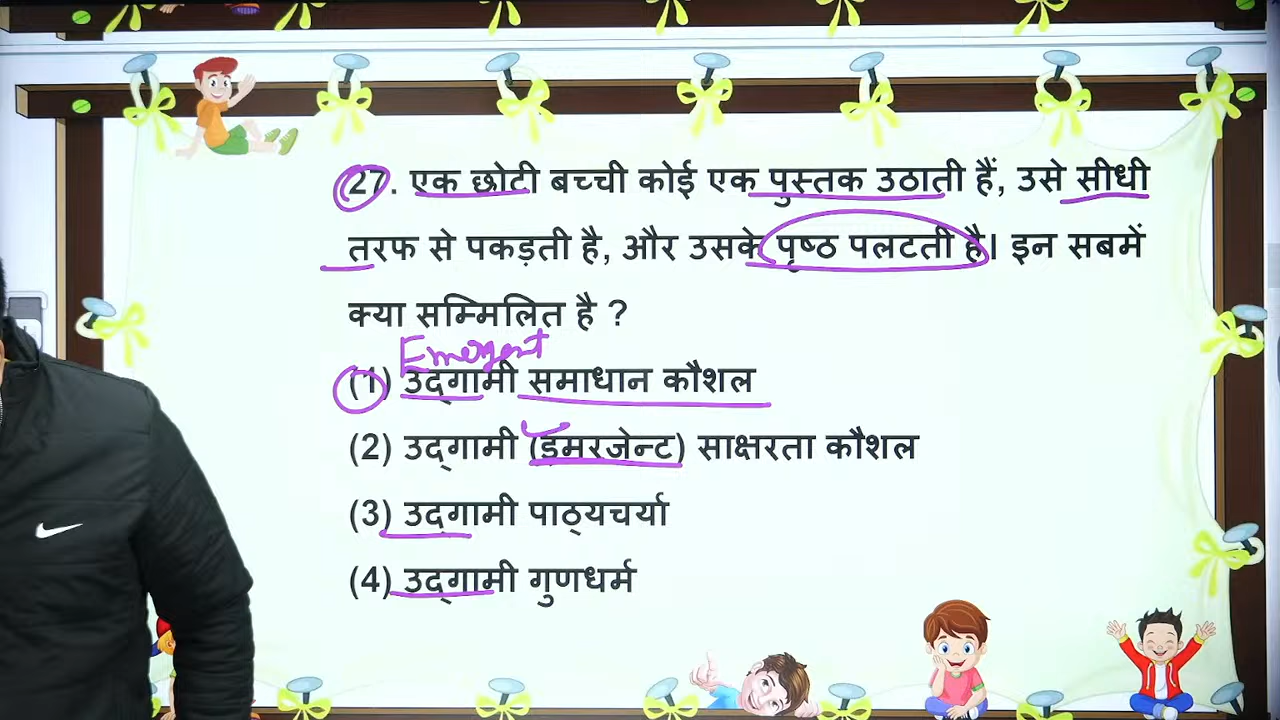 27. एक छोटी बच्ची कोई एक पुस्तक उठाती हैं, उसे सीधी
तरफ से पकड़ती है, और उसके पृष्ठ पलटती है। इन सबमें
क्या सम्मिलित है ?
Emergent
(1) उद्गामी समाधान कौशल
(2) उद्गामी (इमरजेन्ट) साक्षरता कौशल
(3) उद्गामी पाठ्यचर्या
(4) उद्गामी गुणधर्म